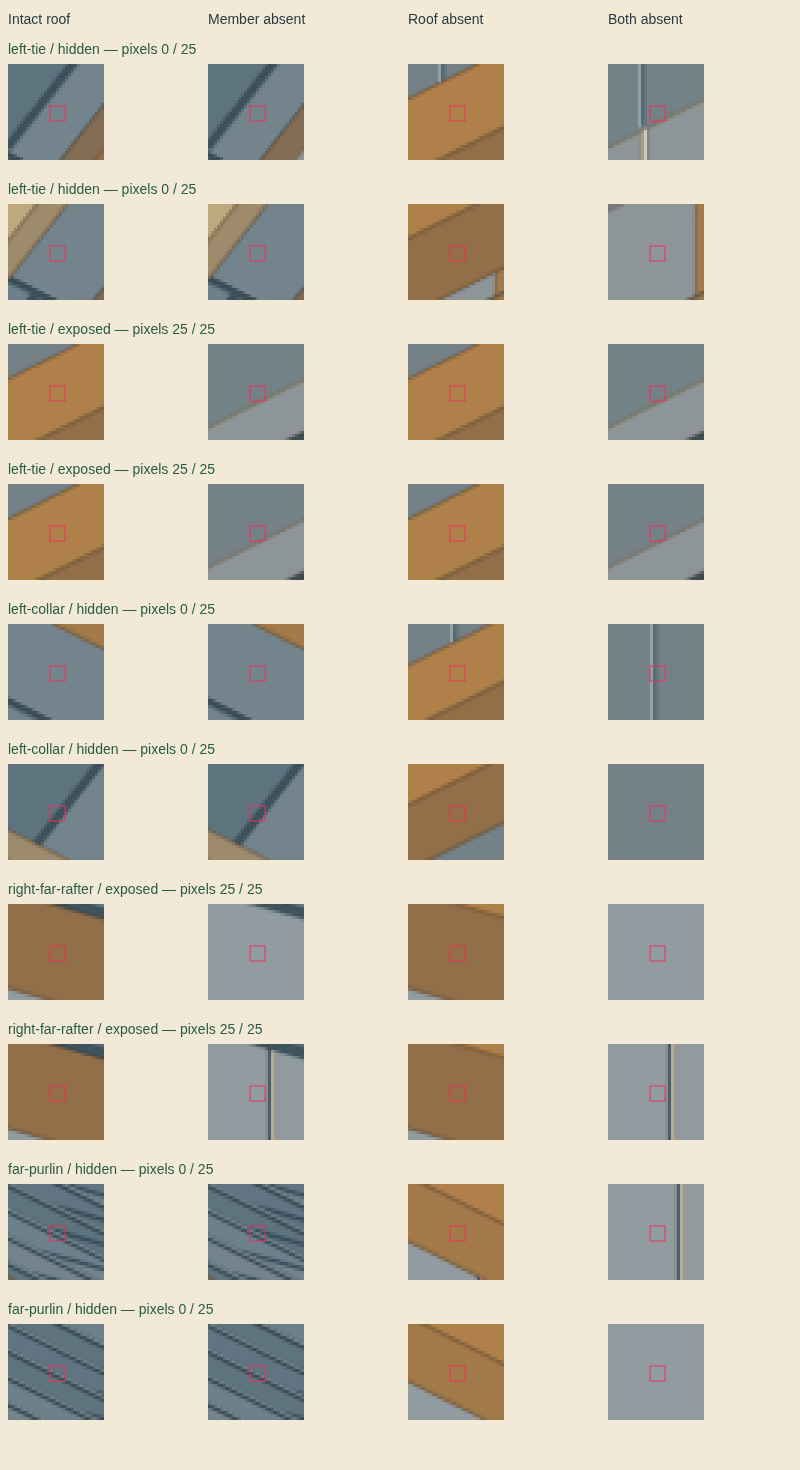 Intact roof Member absent Roof absent Both absent
left-tie / hidden — pixels 0 / 25
left-tie / hidden — pixels 0 / 25
left-tie / exposed — pixels 25 / 25
left-tie / exposed — pixels 25 / 25
left-collar / hidden — pixels 0 / 25
left-collar / hidden — pixels 0 / 25
right-far-rafter / exposed — pixels 25 / 25
right-far-rafter / exposed — pixels 25 / 25
far-purlin / hidden — pixels 0 / 25
far-purlin / hidden — pixels 0 / 25